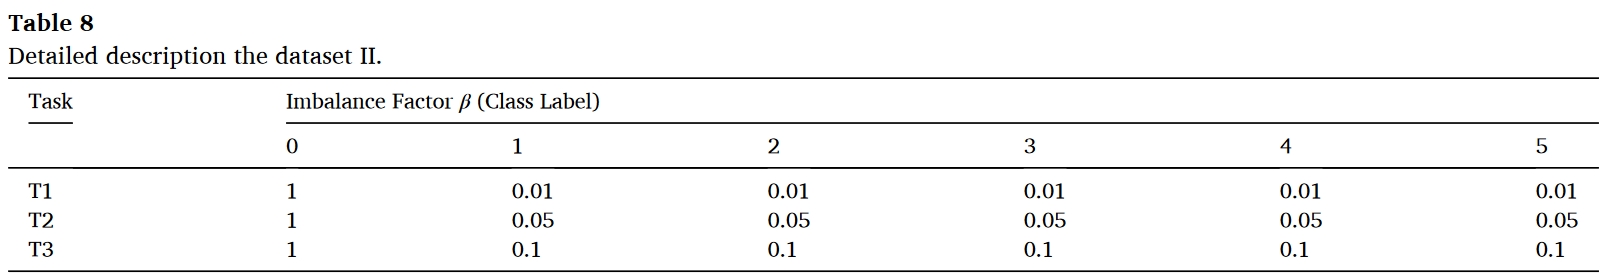 Table 8
Detailed description the dataset II.
Task Imbalance Factor β (Class Label)
0 1 2 3 4 5
T1 1 0.01 0.01 0.01 0.01 0.01
T2 1 0.05 0.05 0.05 0.05 0.05
T3 1 0.1 0.1 0.1 0.1 0.1